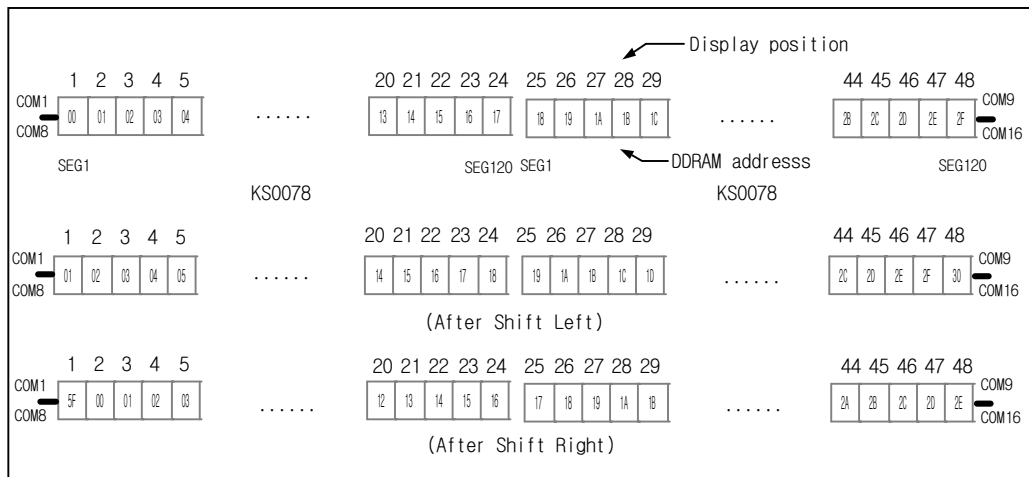 Display position
1 2 3 4 5 20 21 22 23 24 25 26 27 28 29 44 45 46 47 48
COM1 COM9
00 01 02 03 04 ...... 13 14 15 16 17 18 19 1A 1B 1C ...... 2B 2C 2D 2E 2F
COM8 COM16
DDRAM addresss
SEG1 SEG120 SEG1 SEG120
KS0078 KS0078
1 2 3 4 5 20 21 22 23 24 25 26 27 28 29 44 45 46 47 48
COM1 COM9
01 02 03 04 05 ...... 14 15 16 17 18 19 1A 1B 1C 1D ...... 2C 2D 2E 2F 30
COM8 COM16
(After Shift Left)
1 2 3 4 5 20 21 22 23 24 25 26 27 28 29 44 45 46 47 48
COM1 COM9
5F 00 01 02 03 ...... 12 13 14 15 16 17 18 19 1A 1B ...... 2A 2B 2C 2D 2E
COM8 COM16
(After Shift Right)